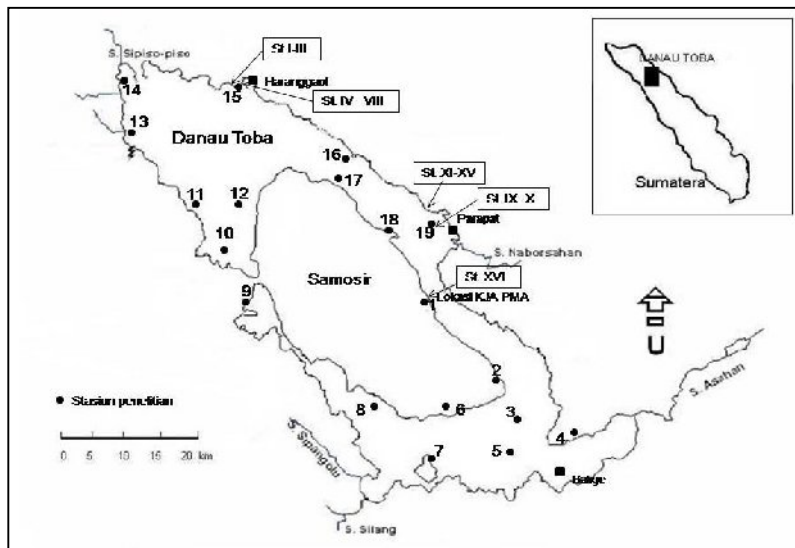 S. Sipiso-piso
St. I-III
Haranggaol
DANAU TOBA
14
15
St. IV - VIII
13
Danau Toba
16
17
St. XI-XV
Sumatera
11
12
18
St. IX-X
19
Parapat
10
S. Naborsahan
Samosir
St. XVI
9
1
Lokasi KJA PMA
U
2
S. Asahan
Stasiun penelitian
8
6
3
4
0 5 10 15 20 km
7
5
Balige
S. Silang